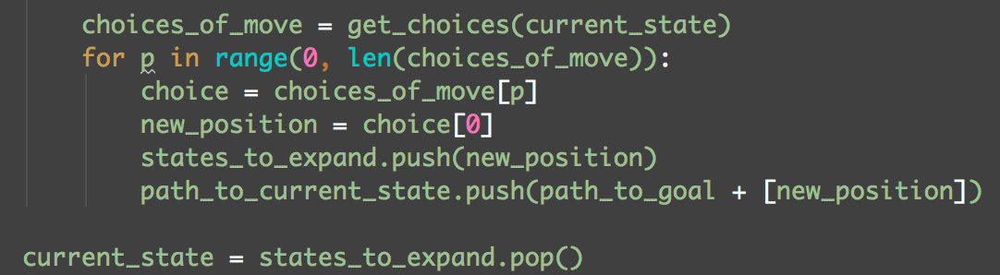 choices_of_move = get_choices(current_state)
for p in range(0, len(choices_of_move)):
choice = choices_of_move[p]
new_position = choice[0]
states_to_expand.push(new_position)
path_to_current_state.push(path_to_goal + [new_position])
current_state = states_to_expand.pop()